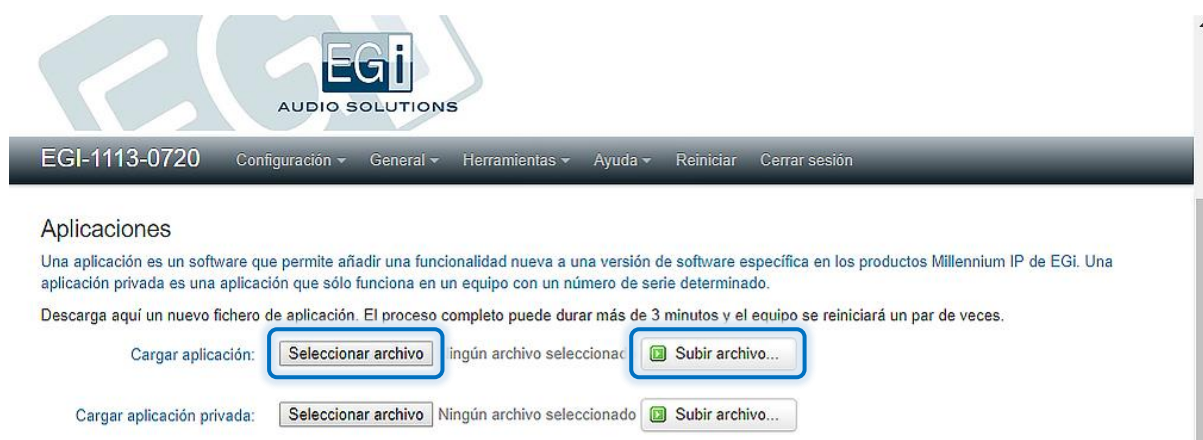 EGi
AUDIO SOLUTIONS
EGI-1113-0720 Configuración General Herramientas Ayuda Reiniciar Cerrar sesión
Aplicaciones
Una aplicación es un software que permite añadir una funcionalidad nueva a una versión de software específica en los productos Millennium IP de EGi. Una
aplicación privada es una aplicación que sólo funciona en un equipo con un número de serie determinado.
Descarga aquí un nuevo fichero de aplicación. El proceso completo puede durar más de 3 minutos y el equipo se reiniciará un par de veces.
Cargar aplicación: Seleccionar archivo ingún archivo seleccionac Subir archivo...
Cargar aplicación privada: Seleccionar archivo Ningún archivo seleccionado Subir archivo...